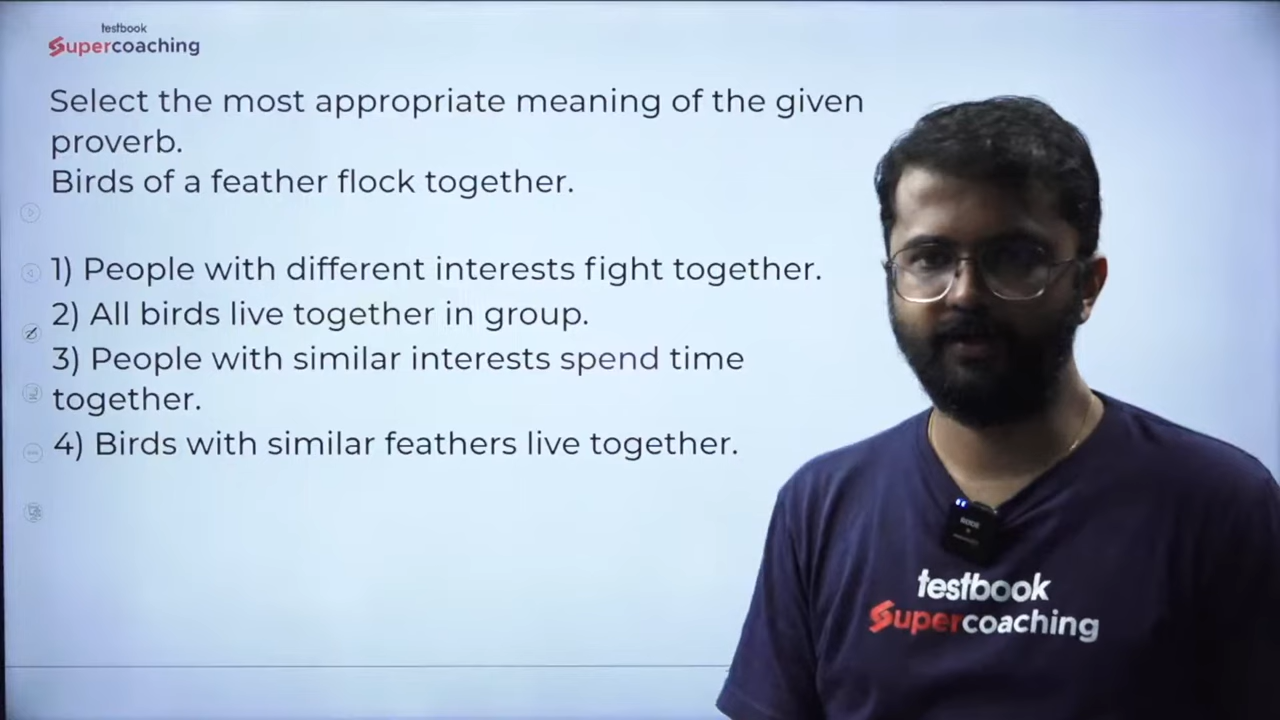 testbook
Supercoaching
Select the most appropriate meaning of the given
proverb.
Birds of a feather flock together.
1) People with different interests fight together.
2) All birds live together in group.
3) People with similar interests spend time
together.
4) Birds with similar feathers live together.
testbook
Supercoaching